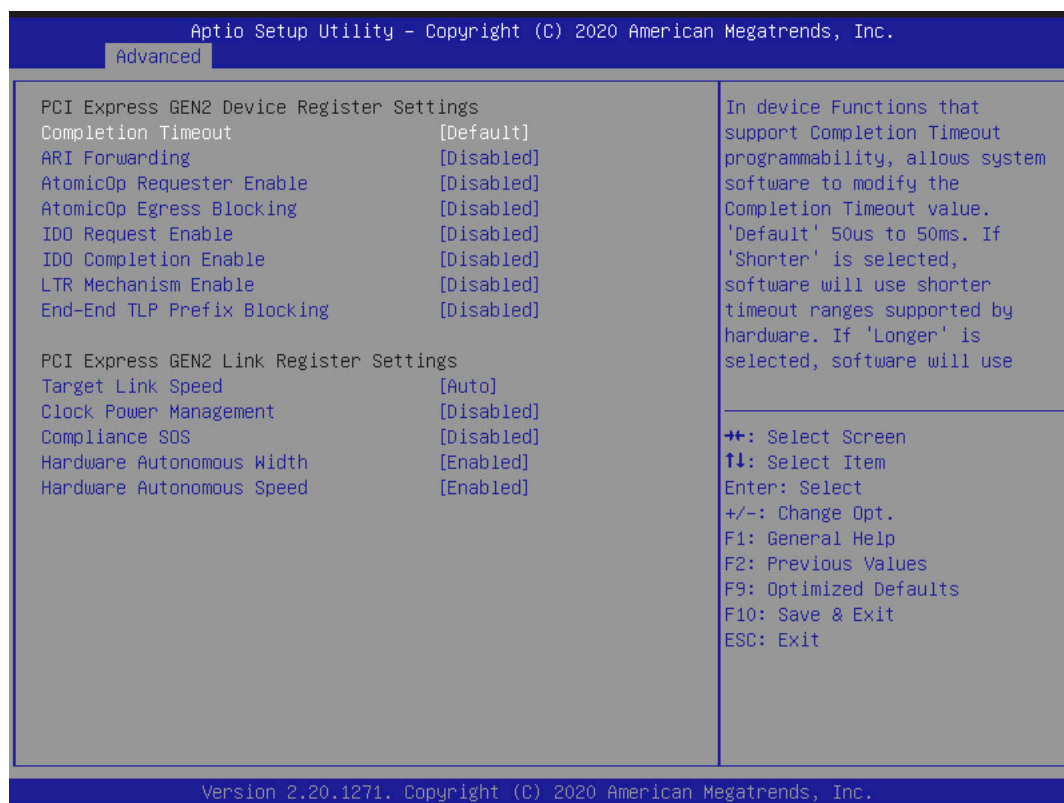 Aptio Setup Utility – Copyright (C) 2020 American Megatrends, Inc.
Advanced
PCI Express GEN2 Device Register Settings
Completion Timeout [Default]
ARI Forwarding [Disabled]
AtomicOp Requester Enable [Disabled]
AtomicOp Egress Blocking [Disabled]
IDO Request Enable [Disabled]
IDO Completion Enable [Disabled]
LTR Mechanism Enable [Disabled]
End-End TLP Prefix Blocking [Disabled]
PCI Express GEN2 Link Register Settings
Target Link Speed [Auto]
Clock Power Management [Disabled]
Compliance SOS [Disabled]
Hardware Autonomous Width [Enabled]
Hardware Autonomous Speed [Enabled]
In device Functions that
support Completion Timeout
programmability, allows system
software to modify the
Completion Timeout value.
'Default' 50us to 50ms. If
'Shorter' is selected,
software will use shorter
timeout ranges supported by
hardware. If 'Longer' is
selected, software will use
→←: Select Screen
↑↓: Select Item
Enter: Select
+/-: Change Opt.
F1: General Help
F2: Previous Values
F9: Optimized Defaults
F10: Save & Exit
ESC: Exit
Version 2.20.1271. Copyright (C) 2020 American Megatrends, Inc.